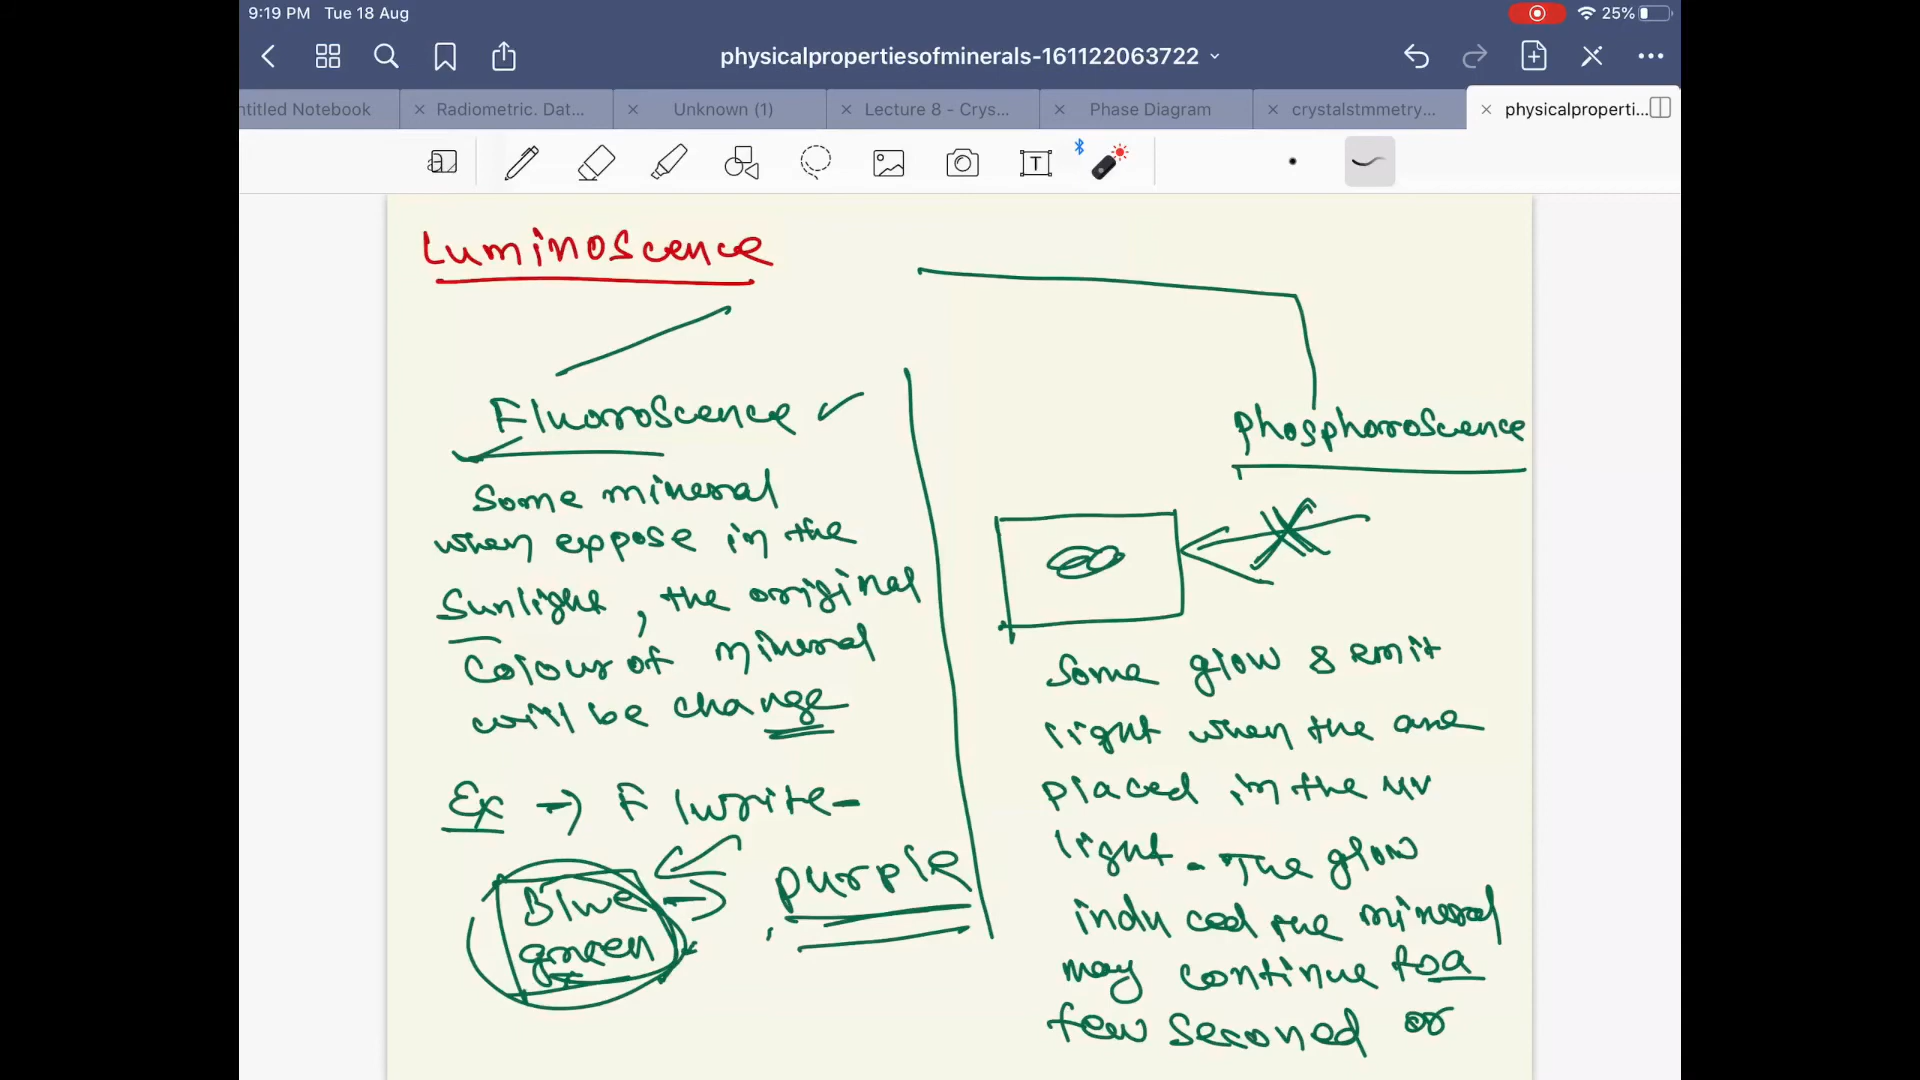 9:19 PM Tue 18 Aug
25%
physicalpropertiesofminerals-161122063722
ntitled Notebook
Radiometric. Dat...
Unknown (1)
Lecture 8 - Crys...
Phase Diagram
crystalstmmetry...
physicalproperti...
T
Luminoscence
Fluoroscence
Some mineral
when expose in the
Sunlight, the original
Colour of mineral
will be change
Ex → Flurite-
Blue
green
purple
Phosphoroscence
Some glow & emit
light when the are
placed in the UV
light. The glow
induced the mineral
may continue for a
few seconed or